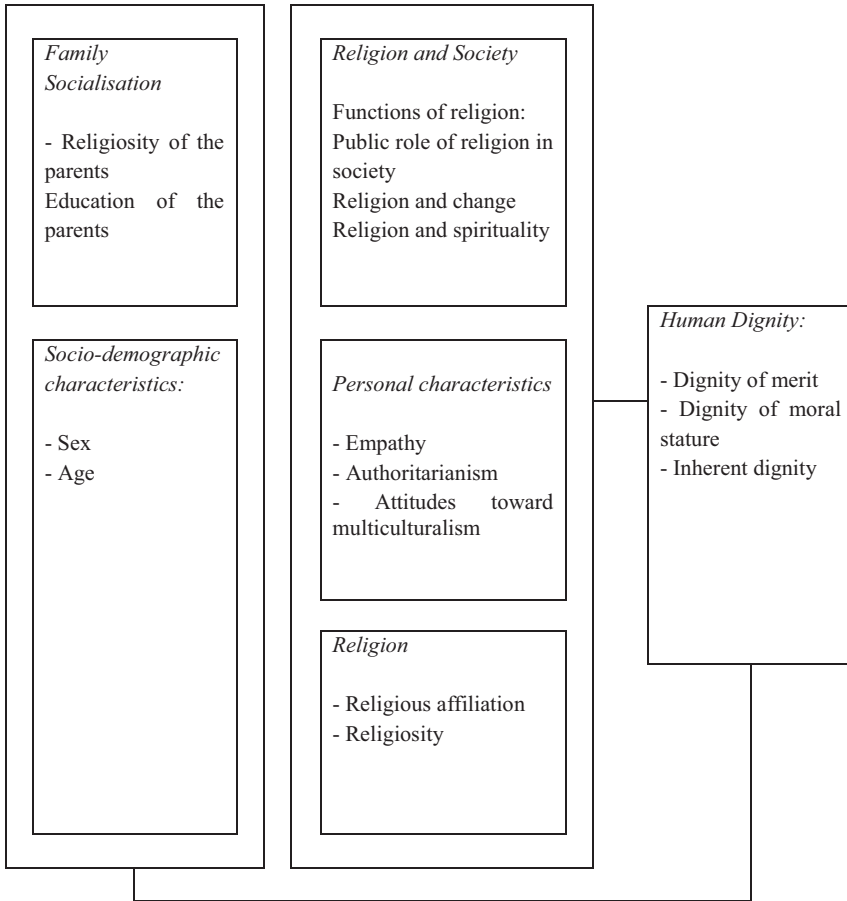 Family
Socialisation
- Religiosity of the
parents
Education of the
parents
Socio-demographic
characteristics:
- Sex
- Age
Religion and Society
Functions of religion:
Public role of religion in
society
Religion and change
Religion and spirituality
Personal characteristics
- Empathy
- Authoritarianism
- Attitudes toward
multiculturalism
Religion
- Religious affiliation
- Religiosity
Human Dignity:
- Dignity of merit
- Dignity of moral
stature
- Inherent dignity